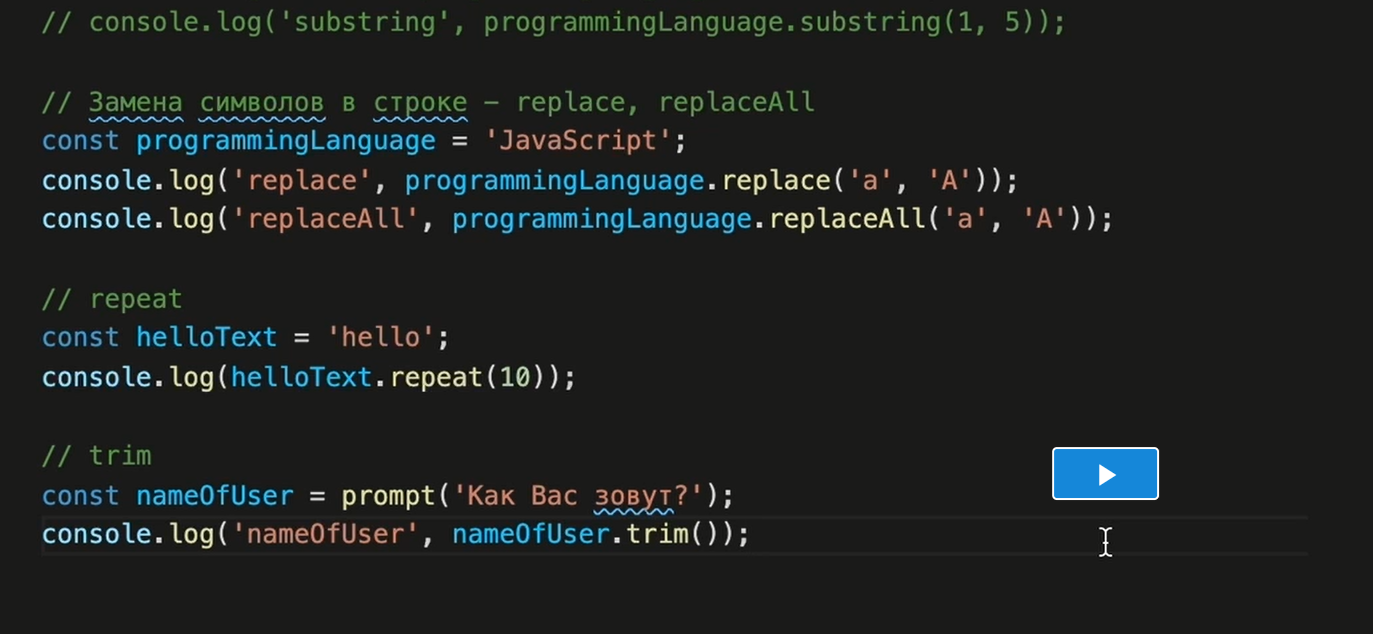 // console.log('substring', programmingLanguage.substring(1, 5));
// Замена символов в строке – replace, replaceAll
const programmingLanguage = 'JavaScript';
console.log('replace', programmingLanguage.replace('a', 'A'));
console.log('replaceAll', programmingLanguage.replaceAll('a', 'A'));
// repeat
const helloText = 'hello';
console.log(helloText.repeat(10));
// trim
const nameOfUser = prompt('Как Вас зовут?');
console.log('nameOfUser', nameOfUser.trim());